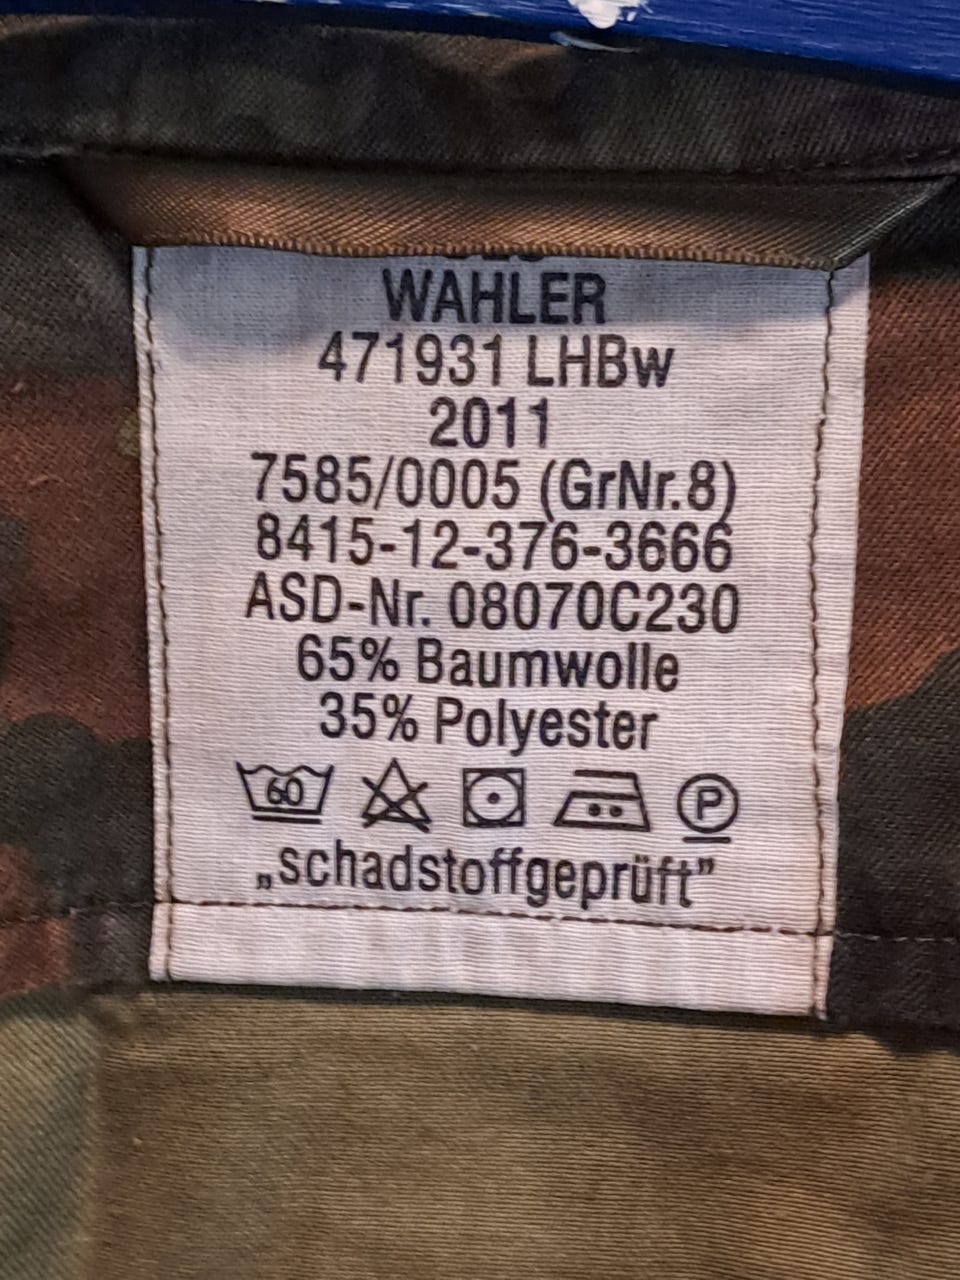 WAHLER
471931 LHBw
2011
7585/0005 (GrNr.8)
8415-12-376-3666
ASD-Nr. 08070C230
65% Baumwolle
35% Polyester
60 P
„schadstoffgeprüft”